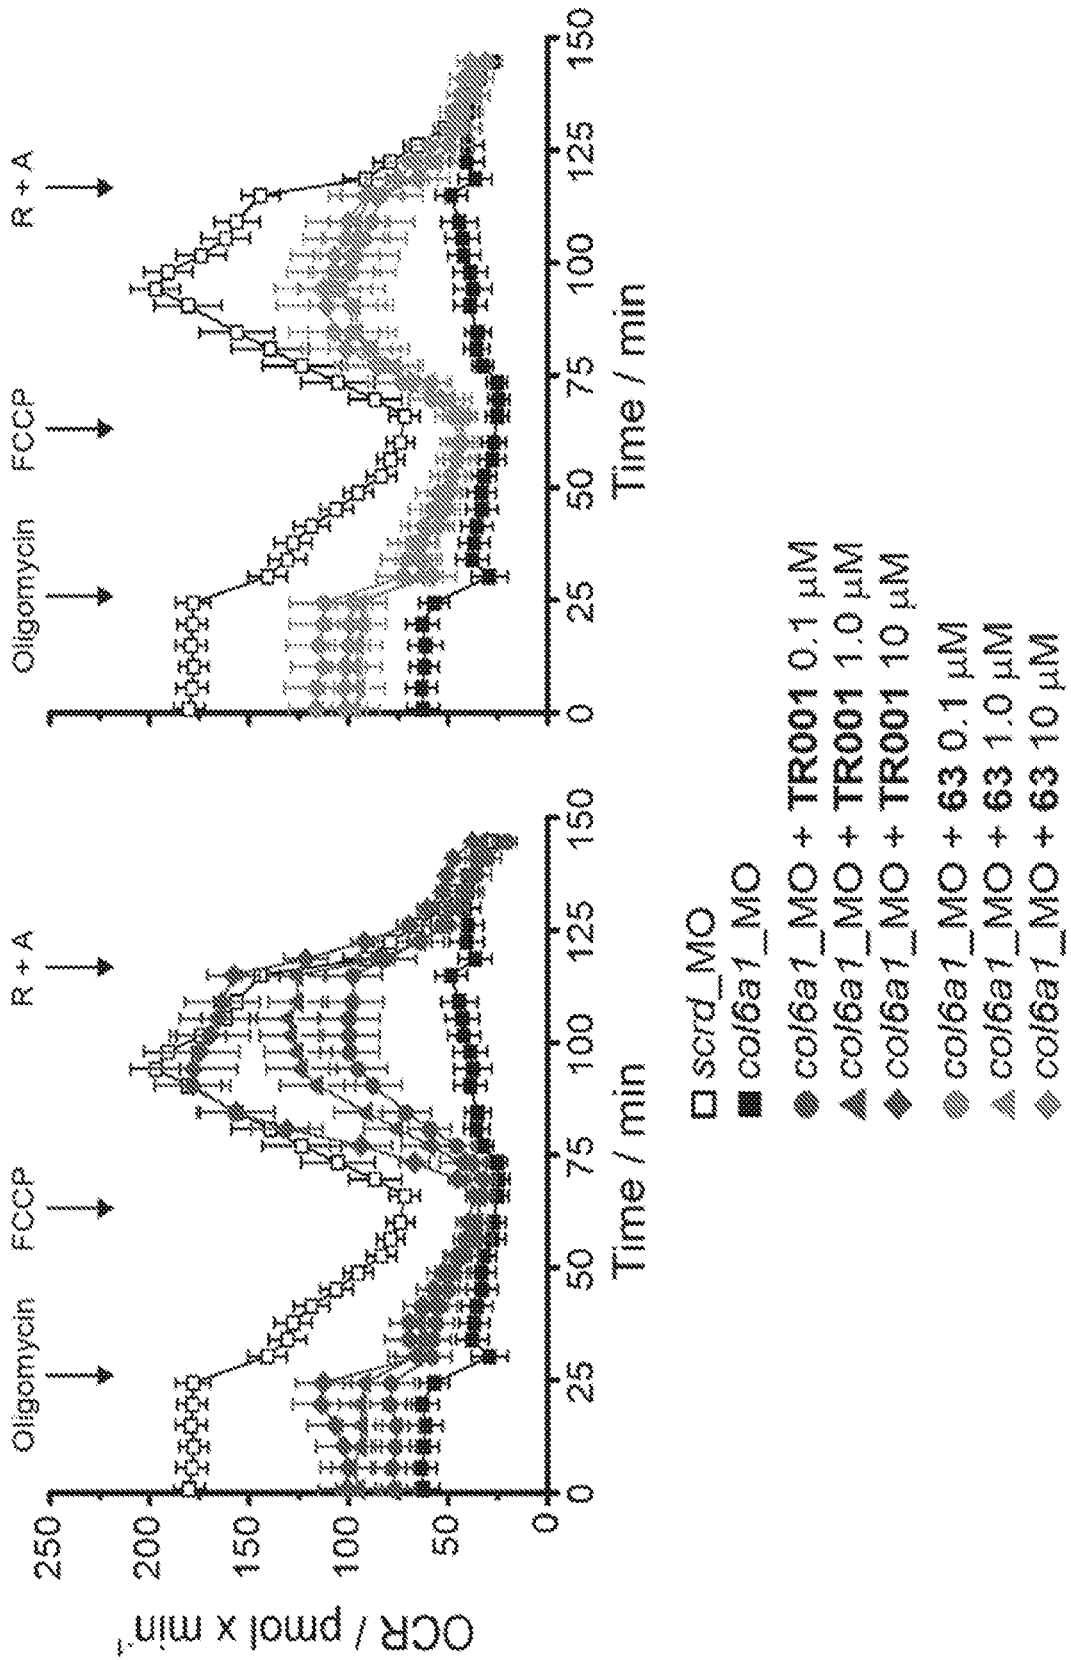 Oligomycin FCCP R + A
Oligomycin FCCP R + A
OCR / pmol x min-1
250
200
150
100
50
0
0 25 50 75 100 125 150
0 25 50 75 100 125 150
Time / min
Time / min
scrd_MO
col6a1_MO
col6a1_MO + TR001 0.1 μM
col6a1_MO + TR001 1.0 μM
col6a1_MO + TR001 10 μM
col6a1_MO + 63 0.1 μM
col6a1_MO + 63 1.0 μM
col6a1_MO + 63 10 μM